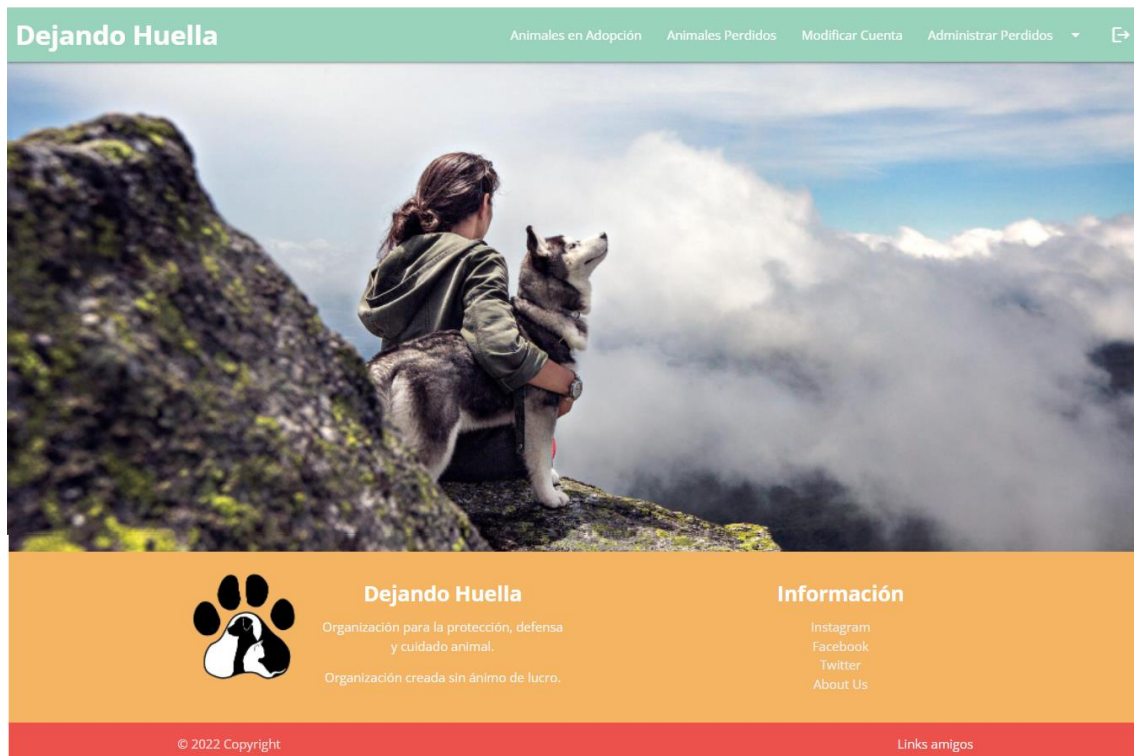 Dejando Huella
Animales en Adopción
Animales Perdidos
Modificar Cuenta
Administrar Perdidos
Dejando Huella
Organización para la protección, defensa
y cuidado animal.
Organización creada sin ánimo de lucro.
Información
Instagram
Facebook
Twitter
About Us
© 2022 Copyright
Links amigos